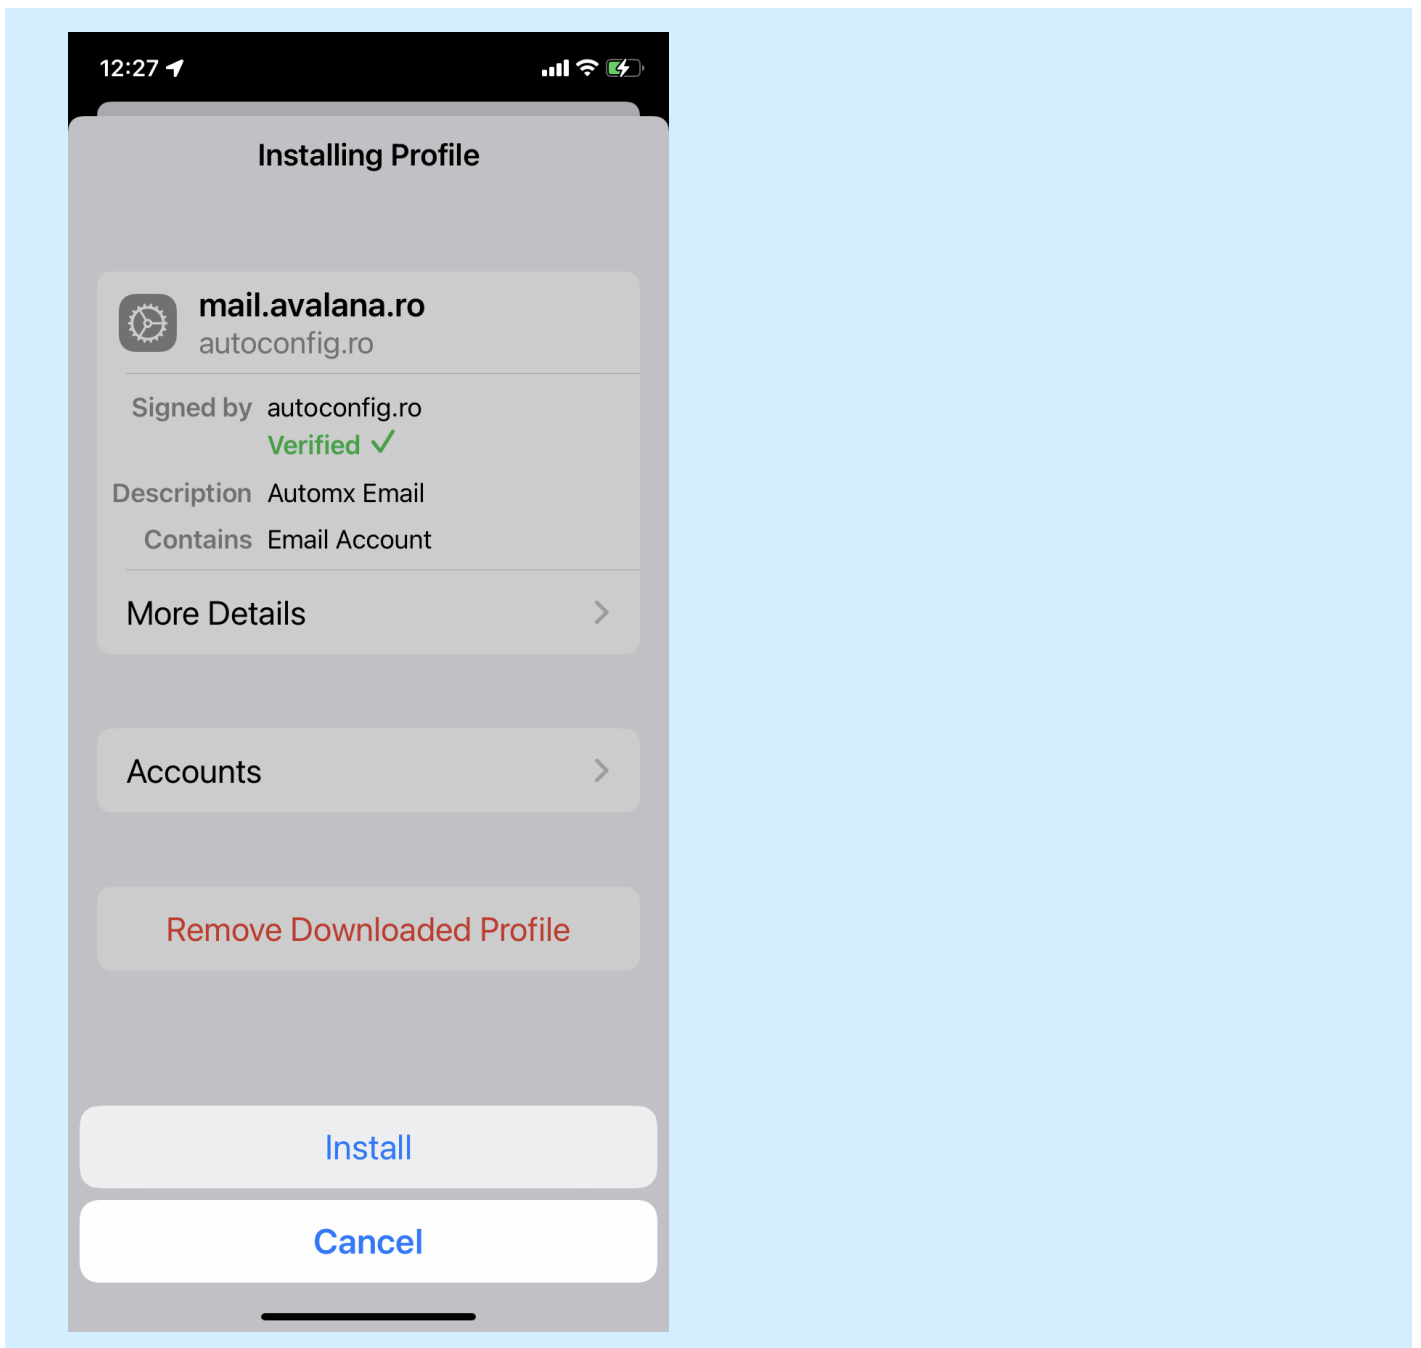 12:27
Installing Profile
mail.avalana.ro
autoconfig.ro
Signed by autoconfig.ro
Verified ✓
Description Automx Email
Contains Email Account
More Details
Accounts
Remove Downloaded Profile
Install
Cancel